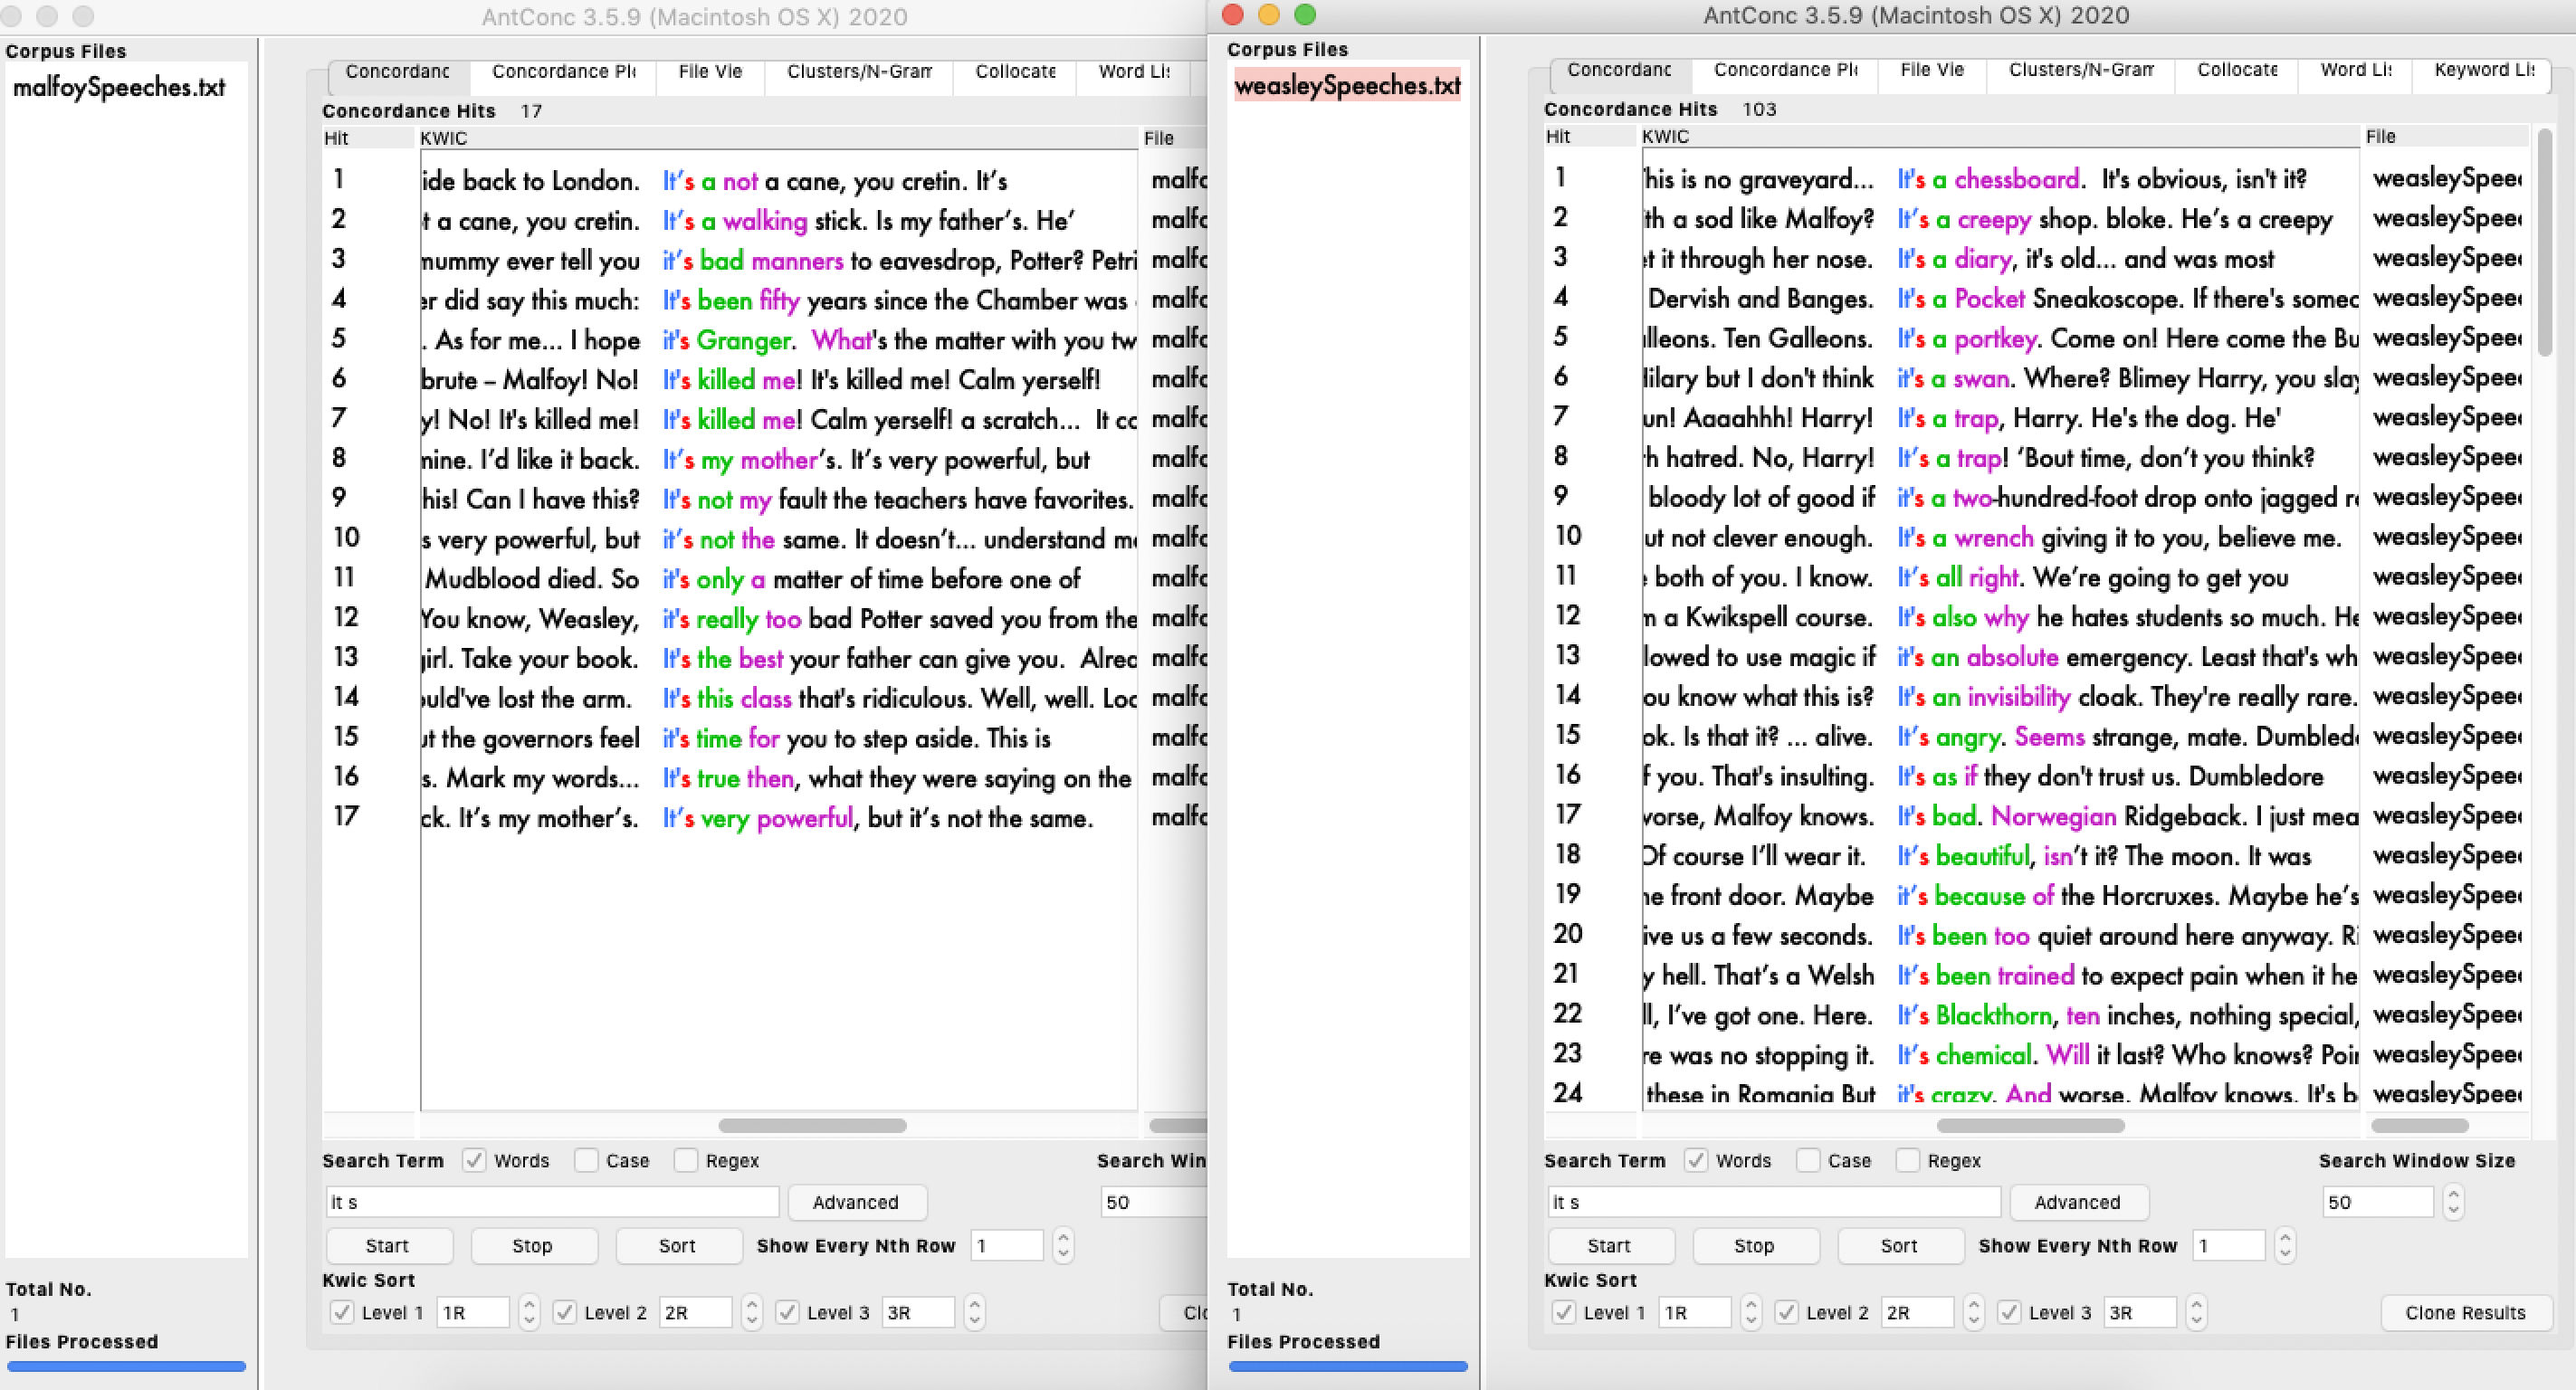 AntConc 3.5.9 (Macintosh OS X) 2020
Corpus Files
malfoySpeeches.txt
Concordanc Concordance Plo File Vie Clusters/N-Gram Collocate Word Lis
Concordance Hits 17
Hit KWIC File
1 ide back to London. It’s a not a cane, you cretin. It’s malfo
2 t a cane, you cretin. It’s a walking stick. Is my father’s. He’ malfo
3 mummy ever tell you it’s bad manners to eavesdrop, Potter? Petri malfo
4 er did say this much: It's been fifty years since the Chamber was malfo
5 . As for me... I hope it's Granger. What's the matter with you tw malfo
6 brute – Malfoy! No! It's killed me! It's killed me! Calm yerself! malfo
7 y! No! It's killed me! It's killed me! Calm yerself! a scratch... It co malfo
8 mine. I’d like it back. It’s my mother’s. It’s very powerful, but malfo
9 his! Can I have this? It's not my fault the teachers have favorites. malfo
10 s very powerful, but it’s not the same. It doesn’t... understand me malfo
11 Mudblood died. So it's only a matter of time before one of malfo
12 You know, Weasley, it's really too bad Potter saved you from the malfo
13 girl. Take your book. It's the best your father can give you. Alrea malfo
14 ould've lost the arm. It's this class that's ridiculous. Well, well. Loo malfo
15 ut the governors feel it's time for you to step aside. This is malfo
16 s. Mark my words... It's true then, what they were saying on the malfo
17 ck. It’s my mother’s. It’s very powerful, but it’s not the same. malfo
Search Term Words Case Regex Search Win
it s Advanced 50
Start Stop Sort Show Every Nth Row 1
Kwic Sort
Level 1 1R Level 2 2R Level 3 3R Clo
Total No.
1
Files Processed
AntConc 3.5.9 (Macintosh OS X) 2020
Corpus Files
weasleySpeeches.txt
Concordanc Concordance Plo File Vie Clusters/N-Gram Collocate Word Lis Keyword Lis
Concordance Hits 103
Hit KWIC File
1 his is no graveyard... It's a chessboard. It's obvious, isn't it? weasleySpee
2 th a sod like Malfoy? It’s a creepy shop. bloke. He’s a creepy weasleySpee
3 t it through her nose. It's a diary, it's old... and was most weasleySpee
4 Dervish and Banges. It's a Pocket Sneakoscope. If there's someo weasleySpee
5 lleons. Ten Galleons. It's a portkey. Come on! Here come the Bu weasleySpee
6 Hilary but I don't think it's a swan. Where? Blimey Harry, you slay weasleySpee
7 un! Aaaahhh! Harry! It's a trap, Harry. He's the dog. He' weasleySpee
8 h hatred. No, Harry! It’s a trap! ‘Bout time, don’t you think? weasleySpee
9 bloody lot of good if it's a two-hundred-foot drop onto jagged ro weasleySpee
10 ut not clever enough. It's a wrench giving it to you, believe me. weasleySpee
11 both of you. I know. It’s all right. We’re going to get you weasleySpee
12 m a Kwikspell course. It's also why he hates students so much. He weasleySpee
13 lowed to use magic if it's an absolute emergency. Least that's wh weasleySpee
14 ou know what this is? It's an invisibility cloak. They're really rare. weasleySpee
15 ok. Is that it? ... alive. It’s angry. Seems strange, mate. Dumbledo weasleySpee
16 f you. That's insulting. It's as if they don't trust us. Dumbledore weasleySpee
17 worse, Malfoy knows. It's bad. Norwegian Ridgeback. I just mea weasleySpee
18 Of course I’ll wear it. It’s beautiful, isn’t it? The moon. It was weasleySpee
19 he front door. Maybe it’s because of the Horcruxes. Maybe he’s weasleySpee
20 ive us a few seconds. It's been too quiet around here anyway. Ri weasleySpee
21 y hell. That’s a Welsh It’s been trained to expect pain when it he weasleySpee
22 ll, I’ve got one. Here. It’s Blackthorn, ten inches, nothing special, weasleySpee
23 re was no stopping it. It’s chemical. Will it last? Who knows? Poin weasleySpee
24 these in Romania But it's crazy. And worse, Malfoy knows. It's b weasleySpee
Search Term Words Case Regex Search Window Size
it s Advanced 50
Start Stop Sort Show Every Nth Row 1
Kwic Sort
Level 1 1R Level 2 2R Level 3 3R Clone Results
Total No.
1
Files Processed